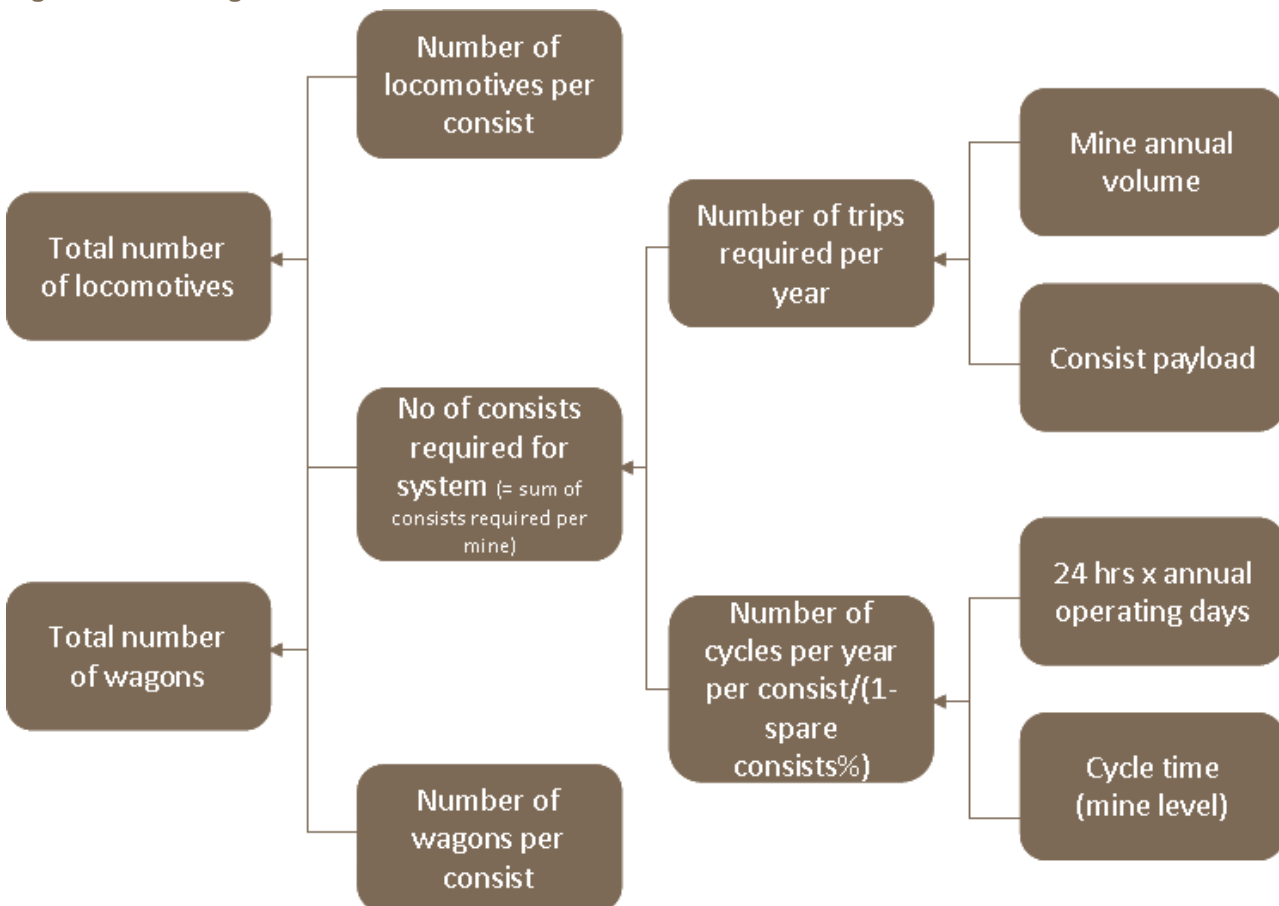 Number of
locomotives per
consist
Total number
of locomotives
No of consists
required for
system (= sum of
consists required per
mine)
Total number
of wagons
Number of
wagons per
consist
Number of trips
required per
year
Number of
cycles per year
per consist/(1-
spare
consists%)
Mine annual
volume
Consist payload
24 hrs x annual
operating days
Cycle time
(mine level)